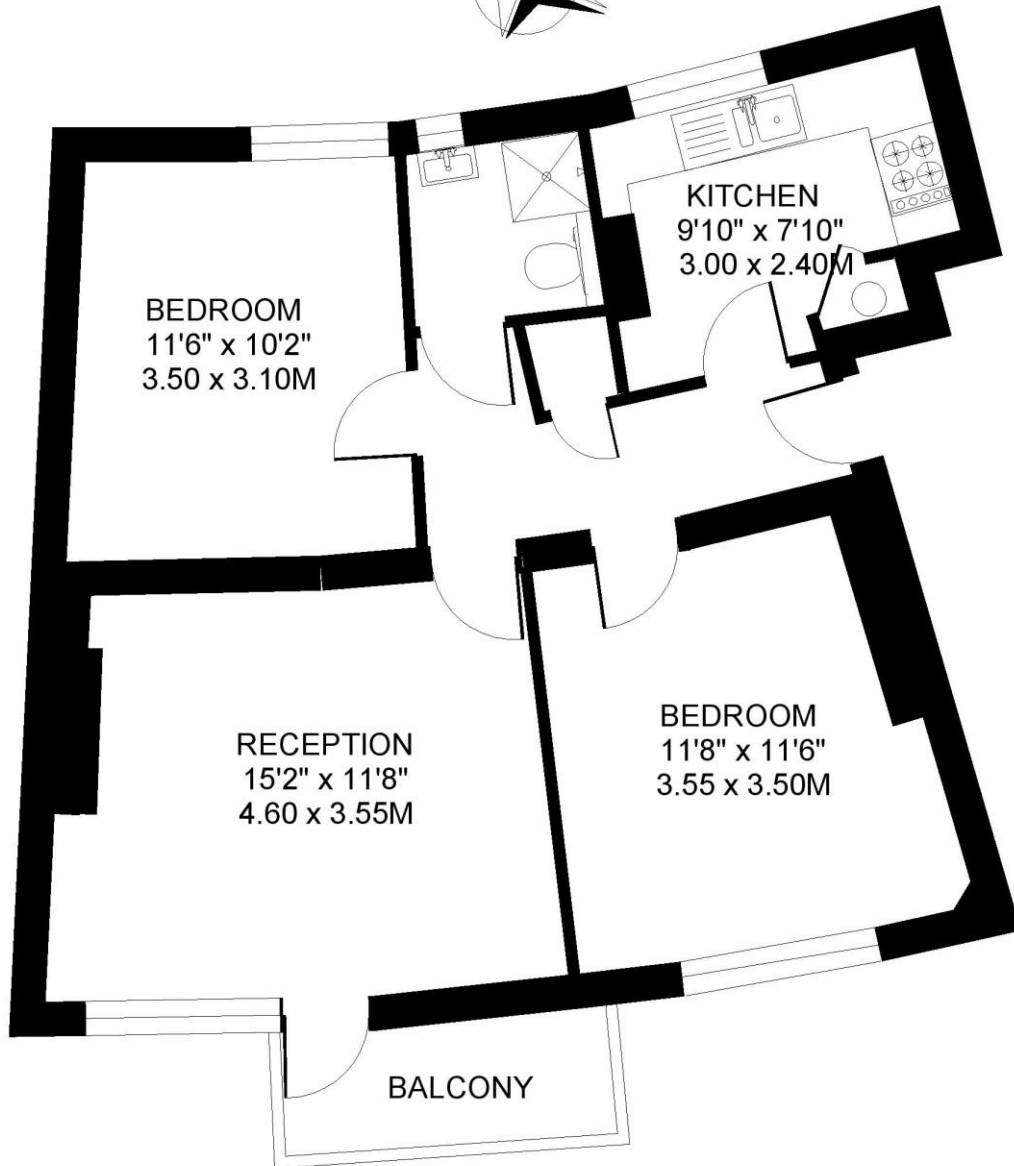 KITCHEN
9'10" x 7'10"
3.00 x 2.40M
BEDROOM
11'6" x 10'2"
3.50 x 3.10M
RECEPTION
15'2" x 11'8"
4.60 x 3.55M
BEDROOM
11'8" x 11'6"
3.55 x 3.50M
BALCONY